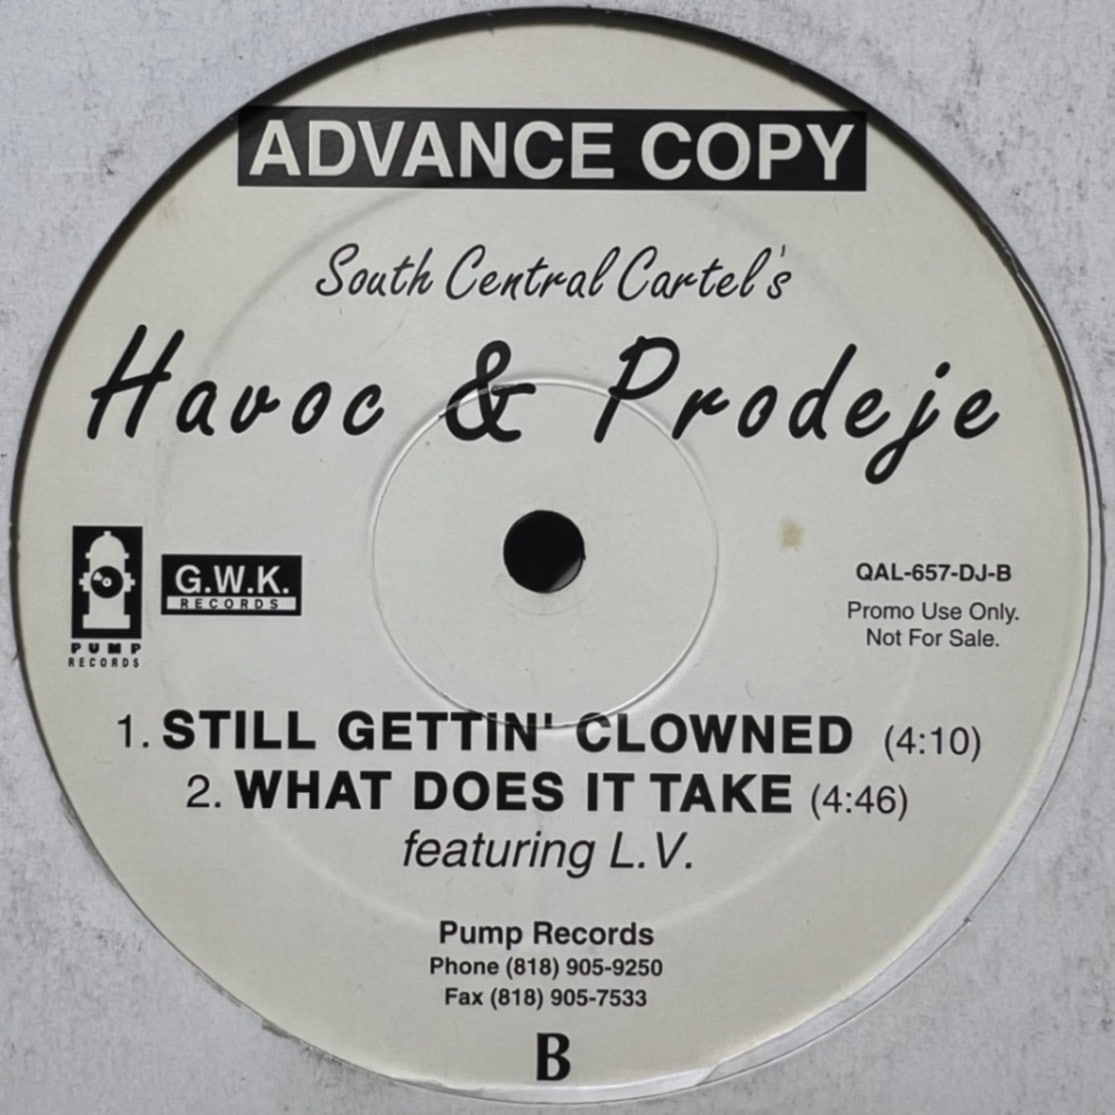 ADVANCE COPY
South Central Cartel's
Havoc & Prodeje
G.W.K.
RECORDS
PUMP
RECORDS
QAL-657-DJ-B
Promo Use Only.
Not For Sale.
1. STILL GETTIN' CLOWNED (4:10)
2. WHAT DOES IT TAKE (4:46)
featuring L.V.
Pump Records
Phone (818) 905-9250
Fax (818) 905-7533
B